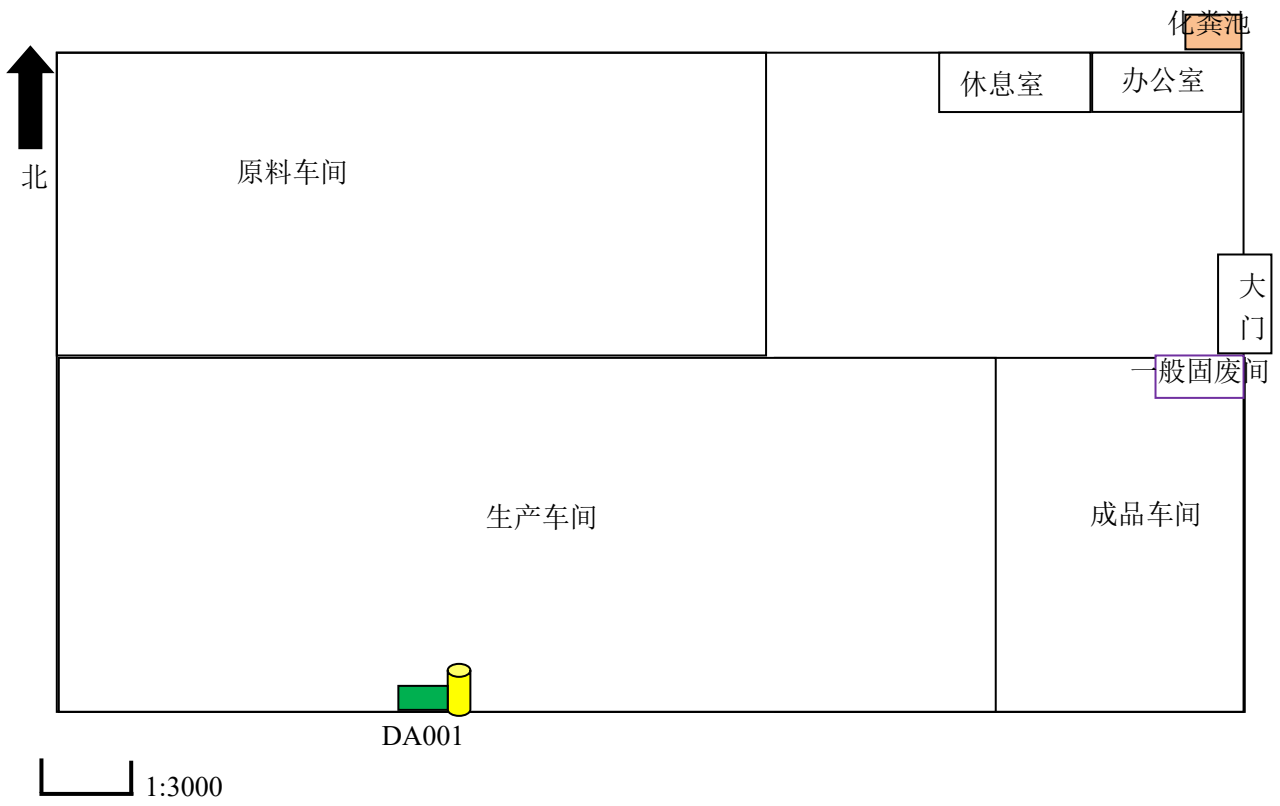 化粪池
休息室
办公室
北
原料车间
大
门
一般固废间
生产车间
成品车间
DA001
1:3000